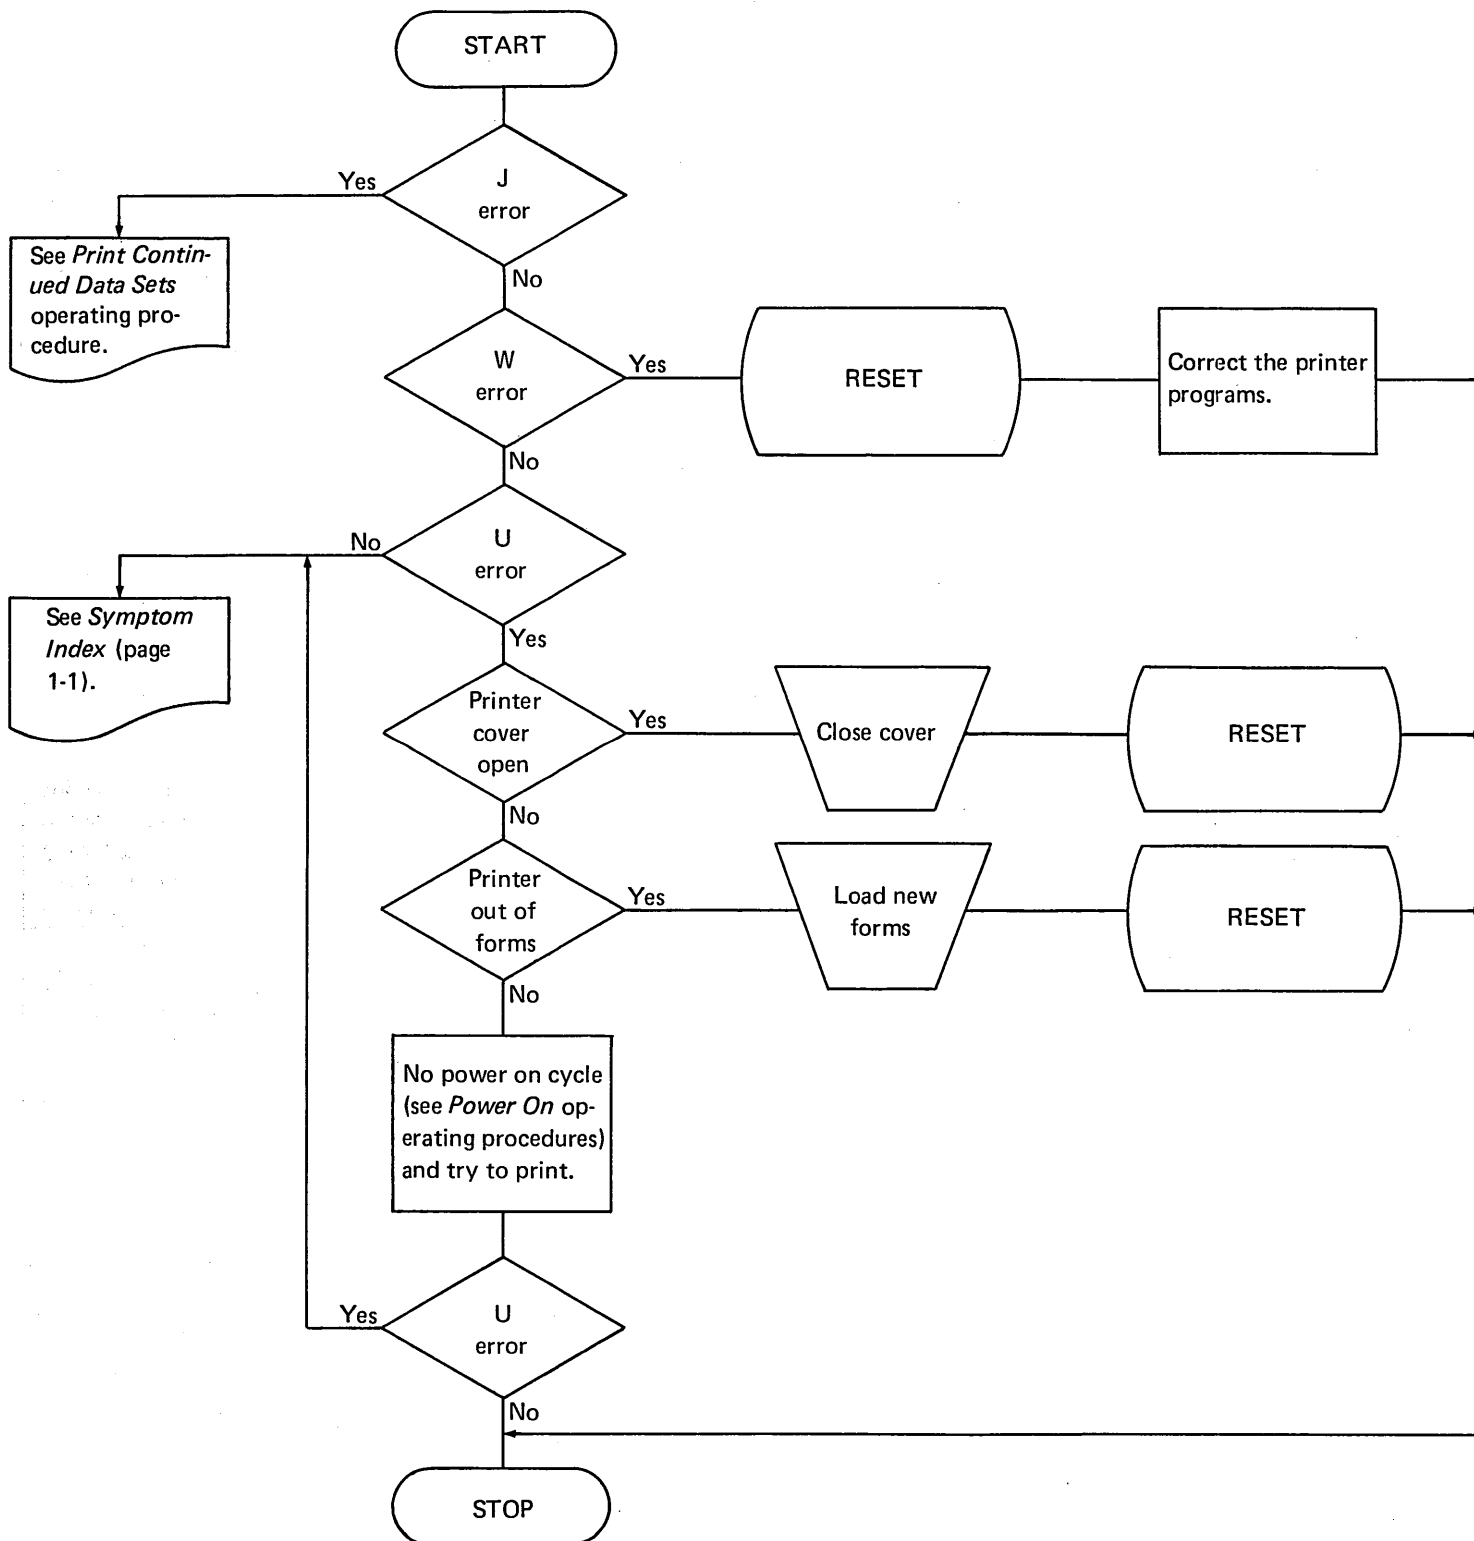 START
Yes
J
error
See Print Contin-
ued Data Sets
operating pro-
cedure.
No
W
error
Yes
RESET
Correct the printer
programs.
No
No
U
error
See Symptom
Index (page
1-1).
Yes
Printer
cover
open
Yes
Close cover
RESET
No
Printer
out of
forms
Yes
Load new
forms
RESET
No
No power on cycle
(see Power On op-
erating procedures)
and try to print.
Yes
U
error
No
STOP